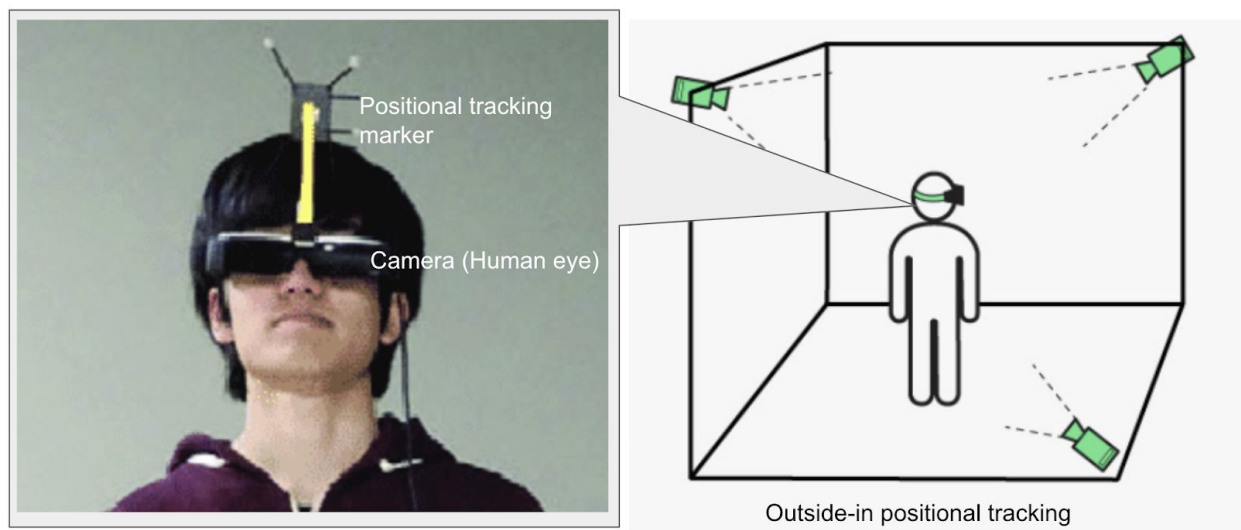 Positional tracking
marker
Camera (Human eye)
Outside-in positional tracking